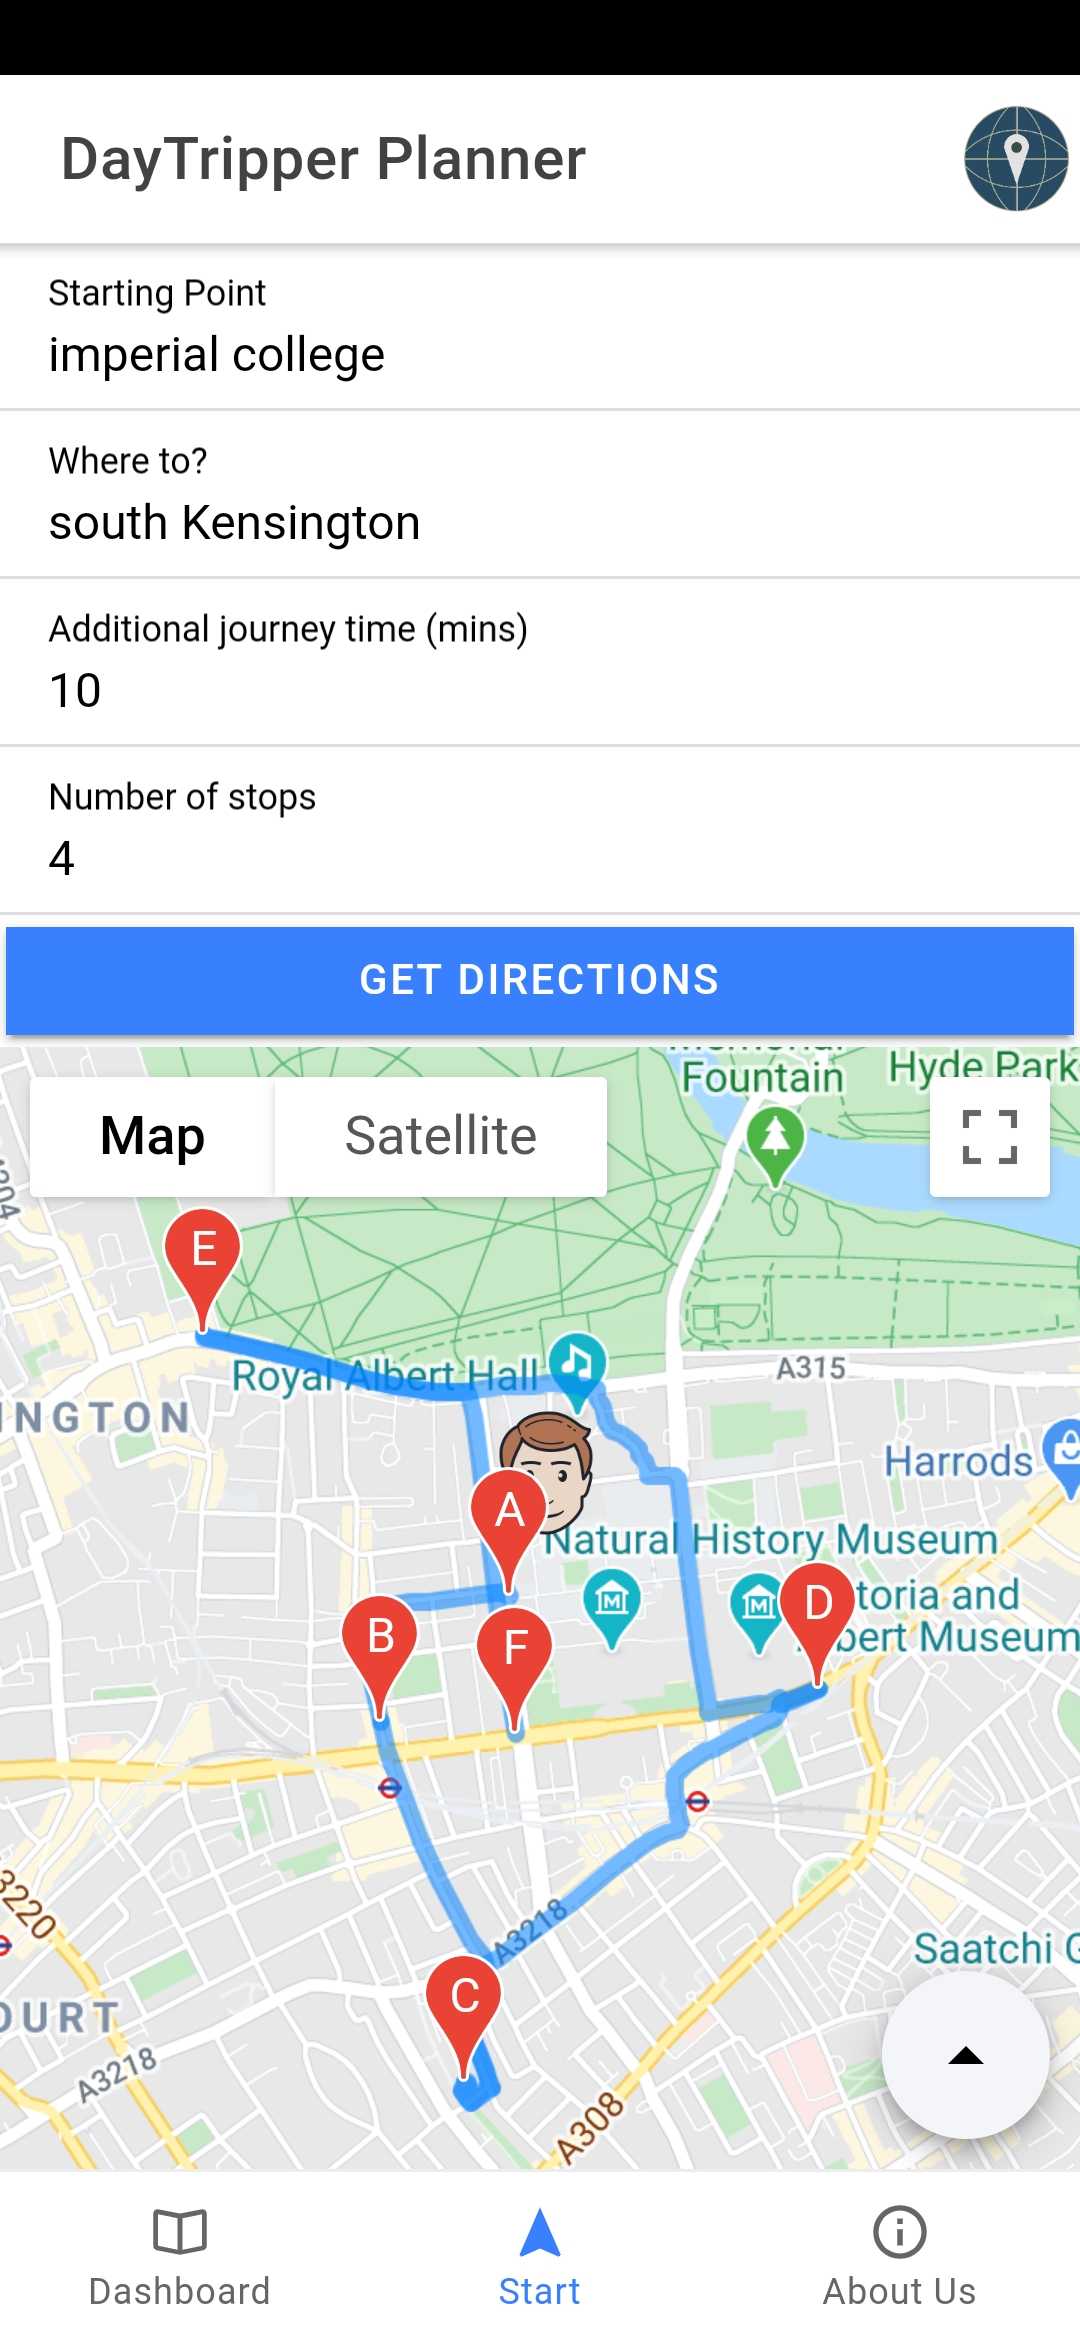 DayTripper Planner
Starting Point
imperial college
Where to?
south Kensington
Additional journey time (mins)
10
Number of stops
4
GET DIRECTIONS
Fountain
Hyde Park
Map
Satellite
E
Royal Albert Hall
A315
INGTON
Harrods
A
Natural History Museum
D
toria and
bert Museum
B
F
A3218
3220
Saatchi G
C
OURT
A3218
A308
Dashboard
Start
About Us